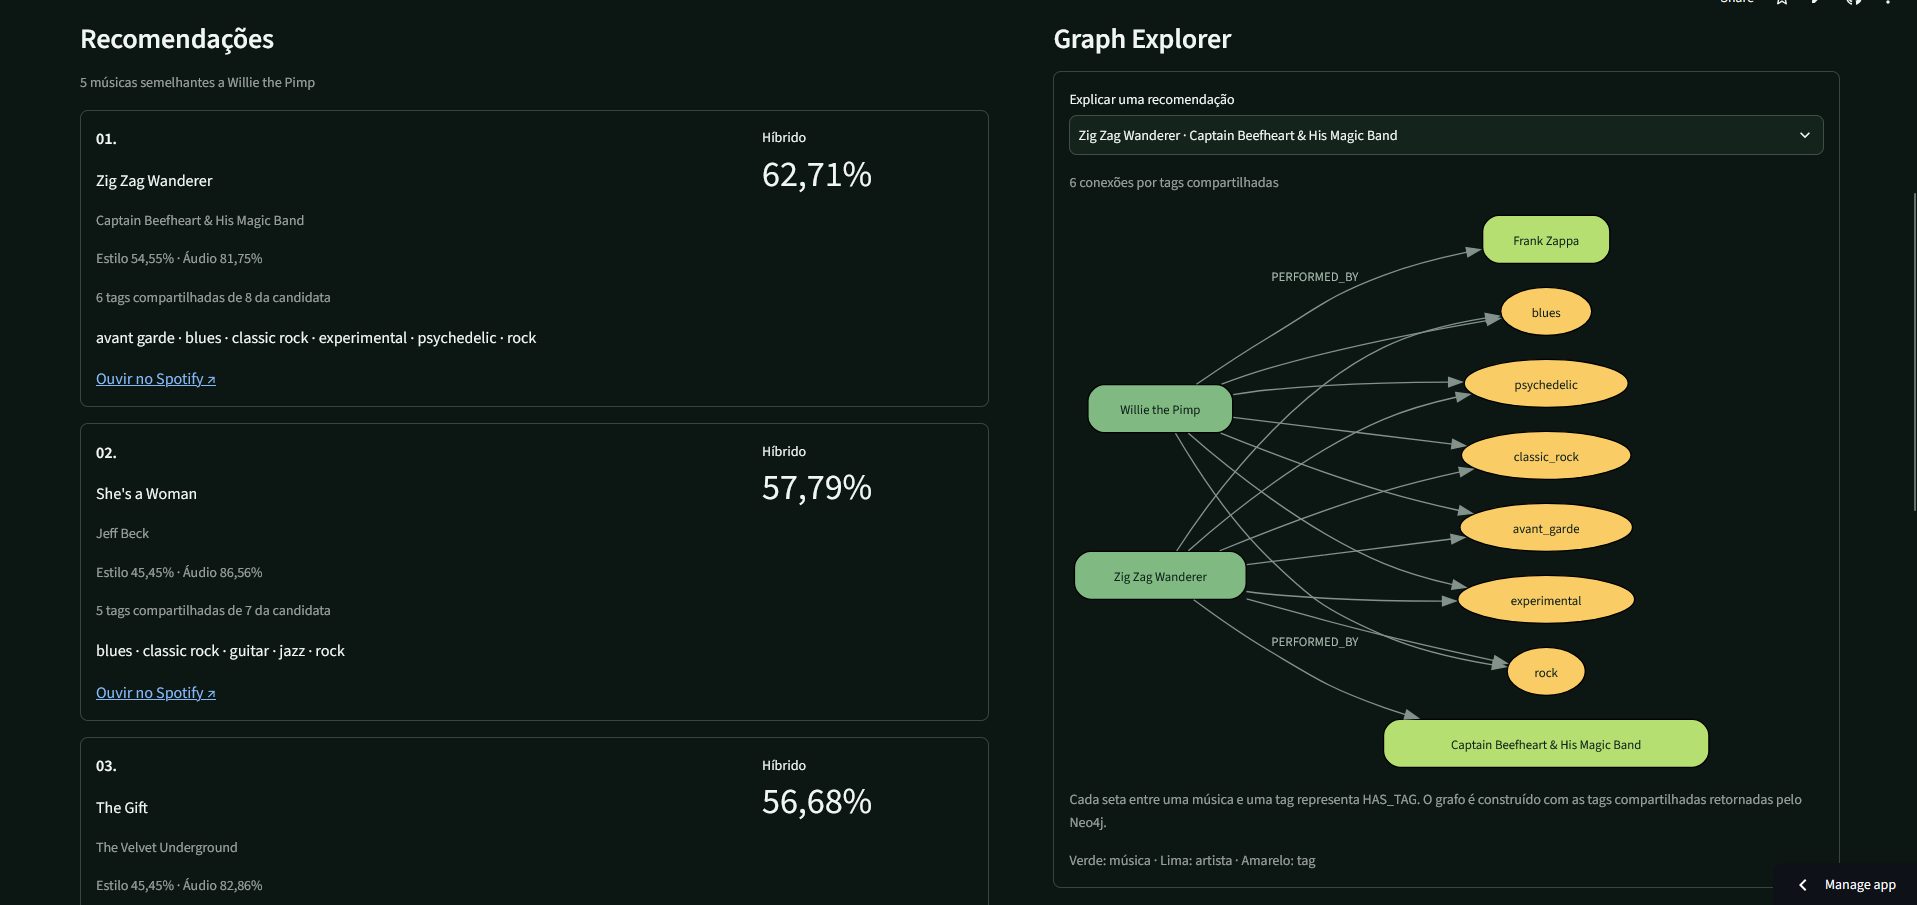 Share
Recomendações
5 músicas semelhantes a Willie the Pimp
01.
Híbrido
62,71%
Zig Zag Wanderer
Captain Beefheart & His Magic Band
Estilo 54,55% · Áudio 81,75%
6 tags compartilhadas de 8 da candidata
avant garde · blues · classic rock · experimental · psychedelic · rock
Ouvir no Spotify ↗
02.
Híbrido
57,79%
She's a Woman
Jeff Beck
Estilo 45,45% · Áudio 86,56%
5 tags compartilhadas de 7 da candidata
blues · classic rock · guitar · jazz · rock
Ouvir no Spotify ↗
03.
Híbrido
56,68%
The Gift
The Velvet Underground
Estilo 45,45% · Áudio 82,86%
Graph Explorer
Explicar uma recomendação
Zig Zag Wanderer · Captain Beefheart & His Magic Band
6 conexões por tags compartilhadas
Frank Zappa
PERFORMED_BY
blues
psychedelic
Willie the Pimp
classic_rock
avant_garde
Zig Zag Wanderer
experimental
PERFORMED_BY
rock
Captain Beefheart & His Magic Band
Cada seta entre uma música e uma tag representa HAS_TAG. O grafo é construído com as tags compartilhadas retornadas pelo
Neo4j.
Verde: música · Lima: artista · Amarelo: tag
Manage app